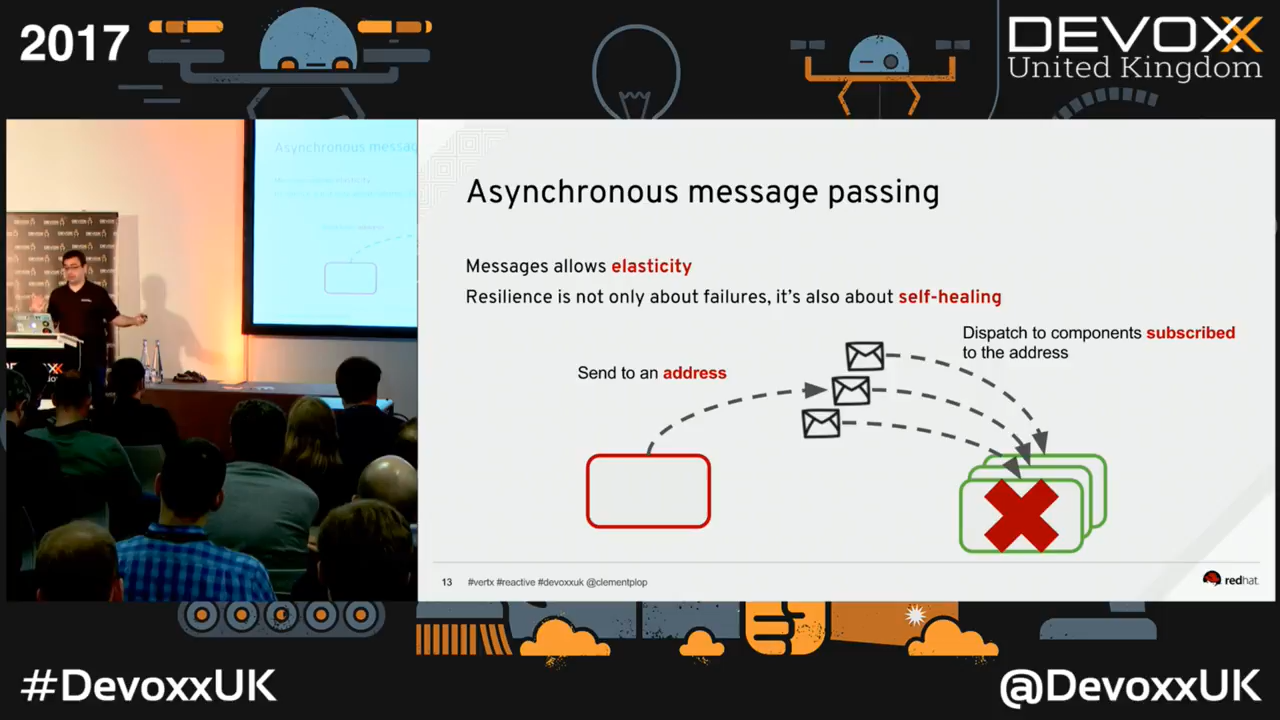 2017
DEVOXX
United Kingdom
Asynchronous message passing
Messages allows elasticity
Resilience is not only about failures, it's also about self-healing
Dispatch to components subscribed
to the address
Send to an address
13 #vertx #reactive #devoxxuk @clementplop
redhat.
#DevoxxUK
@DevoxxUK